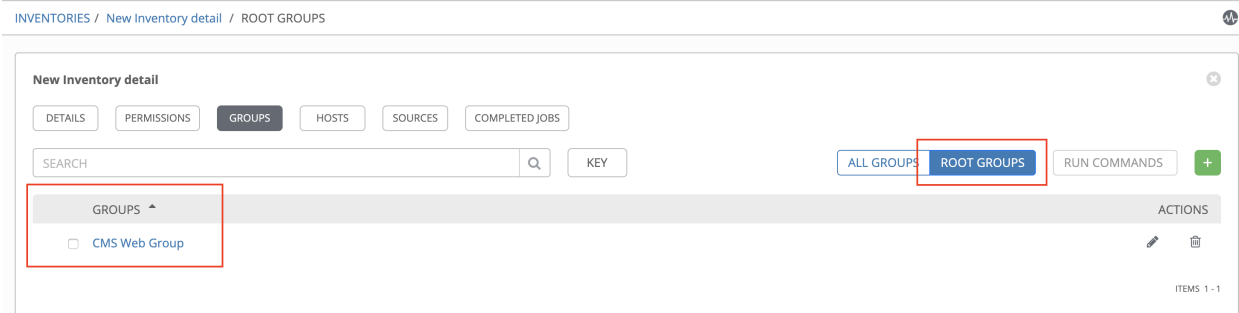 INVENTORIES / New Inventory detail / ROOT GROUPS
New Inventory detail
DETAILS PERMISSIONS GROUPS HOSTS SOURCES COMPLETED JOBS
SEARCH KEY ALL GROUPS ROOT GROUPS RUN COMMANDS +
GROUPS ACTIONS
CMS Web Group
ITEMS 1 - 1